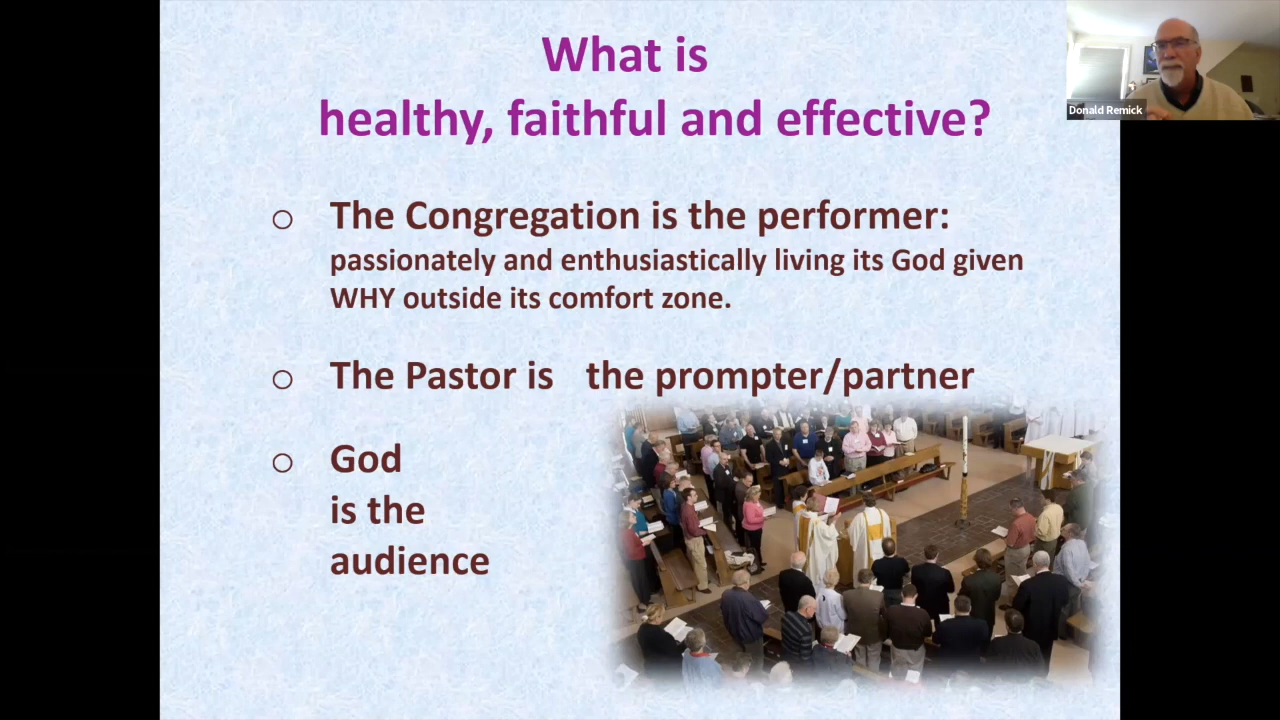 What is
healthy, faithful and effective?
Donald Remick
o The Congregation is the performer:
passionately and enthusiastically living its God given
WHY outside its comfort zone.
o The Pastor is the prompter/partner
o God
is the
audience